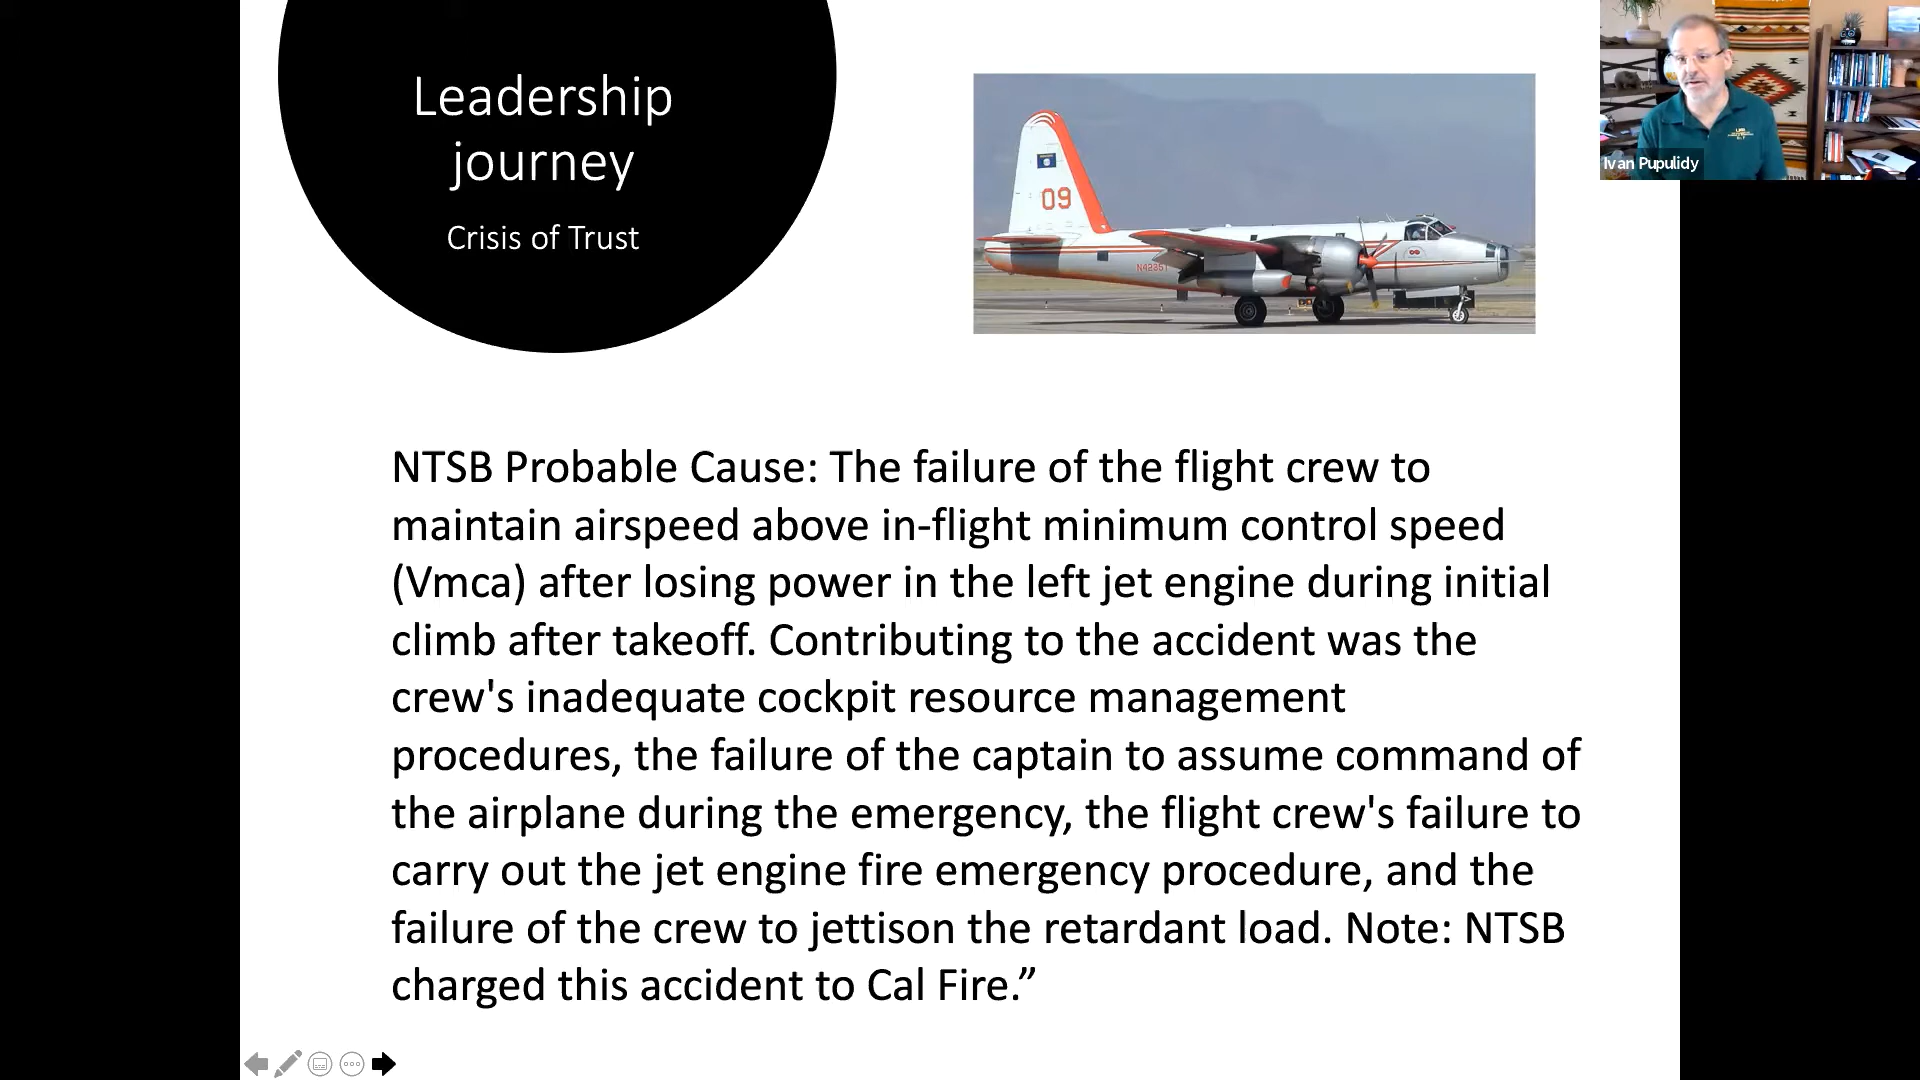 Leadership
journey
Crisis of Trust
09
N4235T
Ivan Pupulidy
NTSB Probable Cause: The failure of the flight crew to
maintain airspeed above in-flight minimum control speed
(Vmca) after losing power in the left jet engine during initial
climb after takeoff. Contributing to the accident was the
crew's inadequate cockpit resource management
procedures, the failure of the captain to assume command of
the airplane during the emergency, the flight crew's failure to
carry out the jet engine fire emergency procedure, and the
failure of the crew to jettison the retardant load. Note: NTSB
charged this accident to Cal Fire.”